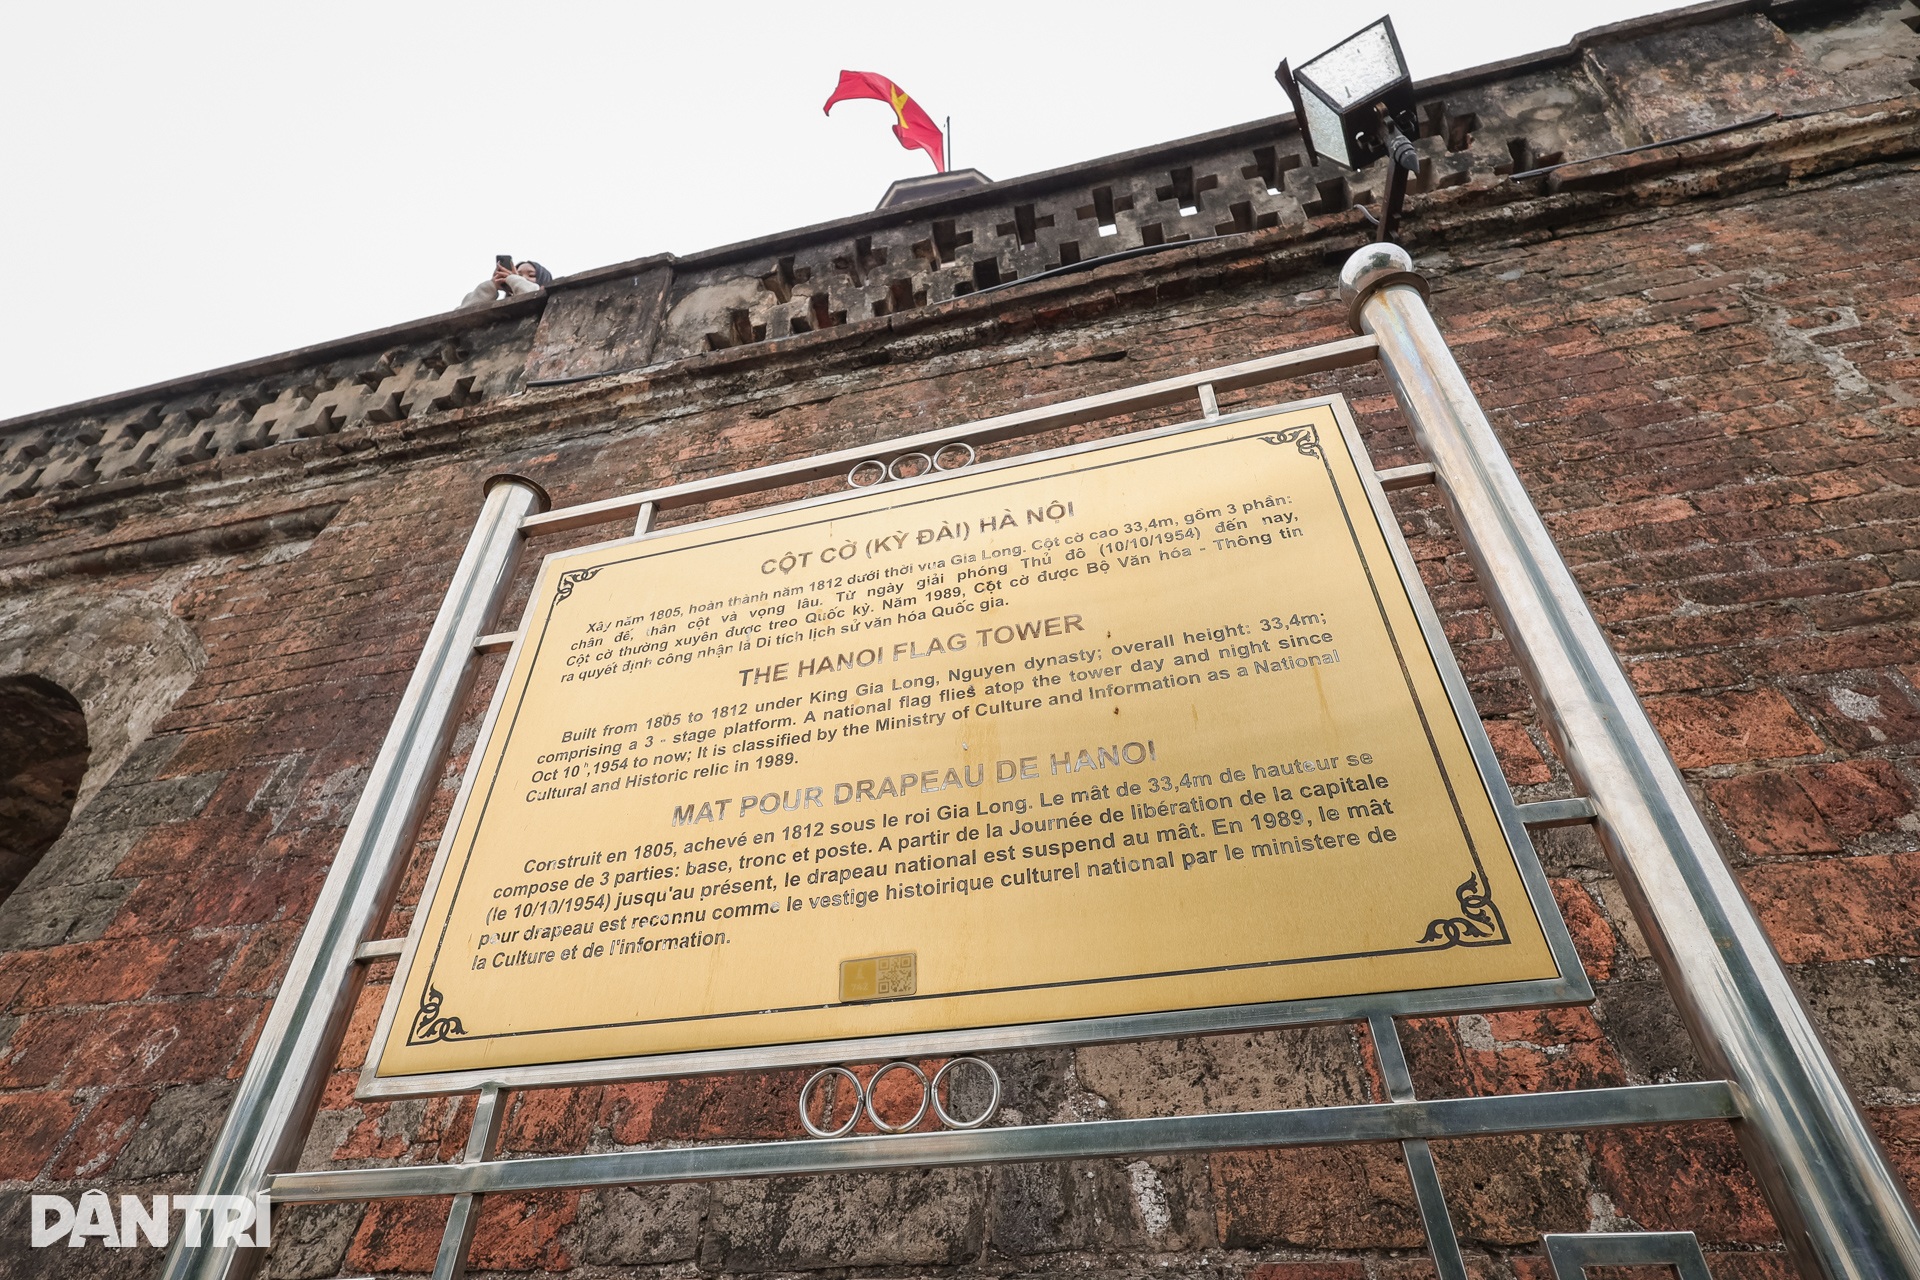 CỘT CỜ (KỲ ĐÀI) HÀ NỘI
Xây năm 1805, hoàn thành năm 1812 dưới thời vua Gia Long. Cột cờ cao 33,4m, gồm 3 phần:
chân đế, thân cột và vọng lâu. Từ ngày giải phóng Thủ đô (10/10/1954) đến nay,
Cột cờ thường xuyên được treo Quốc kỳ. Năm 1989, Cột cờ được Bộ Văn hóa - Thông tin
ra quyết định công nhận là Di tích lịch sử văn hóa Quốc gia.
THE HANOI FLAG TOWER
Built from 1805 to 1812 under King Gia Long, Nguyen dynasty; overall height: 33,4m;
comprising a 3 - stage platform. A national flag flies atop the tower day and night since
Oct 10 ,1954 to now; It is classified by the Ministry of Culture and Information as a National
Cultural and Historic relic in 1989.
MAT POUR DRAPEAU DE HANOI
Construit en 1805, achevé en 1812 sous le roi Gia Long. Le mât de 33,4m de hauteur se
compose de 3 parties: base, tronc et poste. A partir de la Journée de libération de la capitale
(le 10/10/1954) jusqu'au présent, le drapeau national est suspend au mât. En 1989, le mât
pour drapeau est reconnu comme le vestige histoirique culturel national par le ministere de
la Culture et de l'information.
DÂN TRÍ